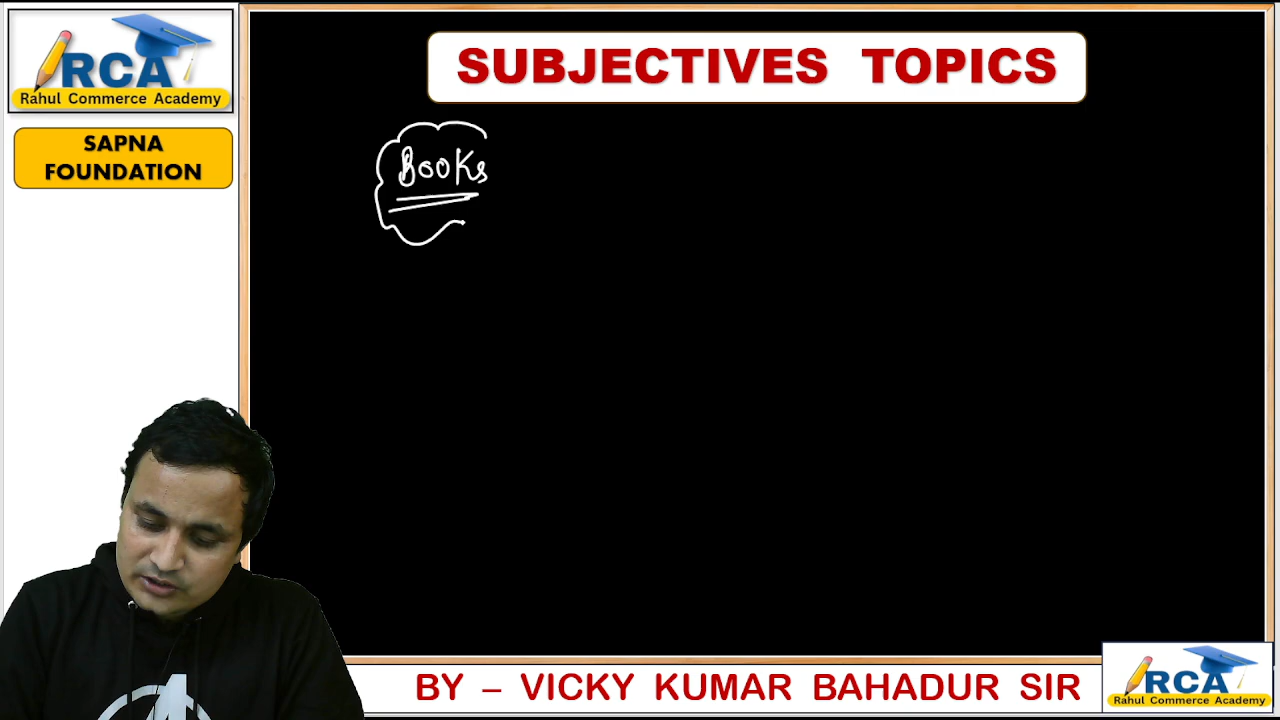 RCA
Rahul Commerce Academy
SUBJECTIVES TOPICS
SAPNA
FOUNDATION
Books
BY – VICKY KUMAR BAHADUR SIR
RCA
Rahul Commerce Academy